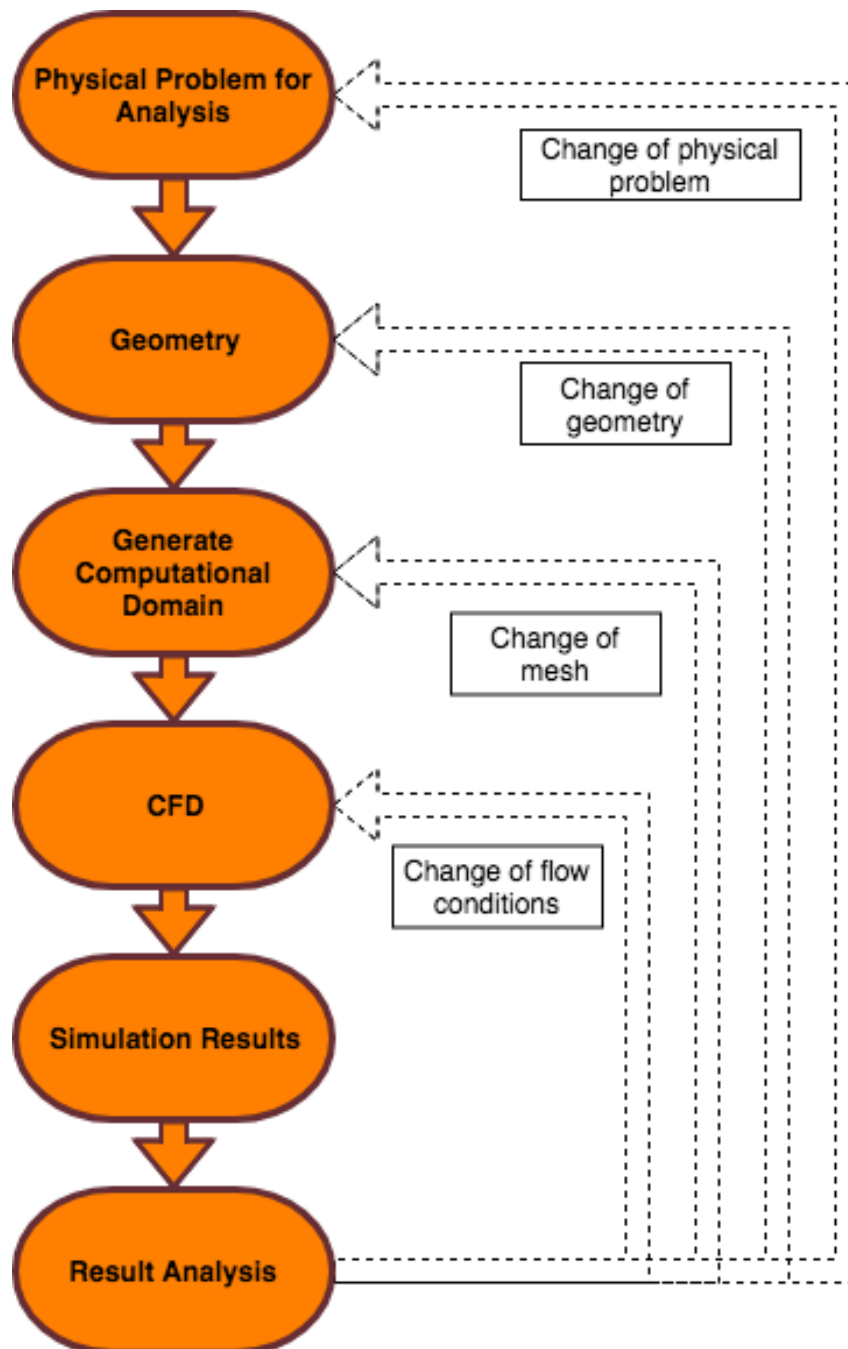 Physical Problem for
Analysis
Change of physical
problem
Geometry
Change of
geometry
Generate
Computational
Domain
Change of
mesh
CFD
Change of flow
conditions
Simulation Results
Result Analysis